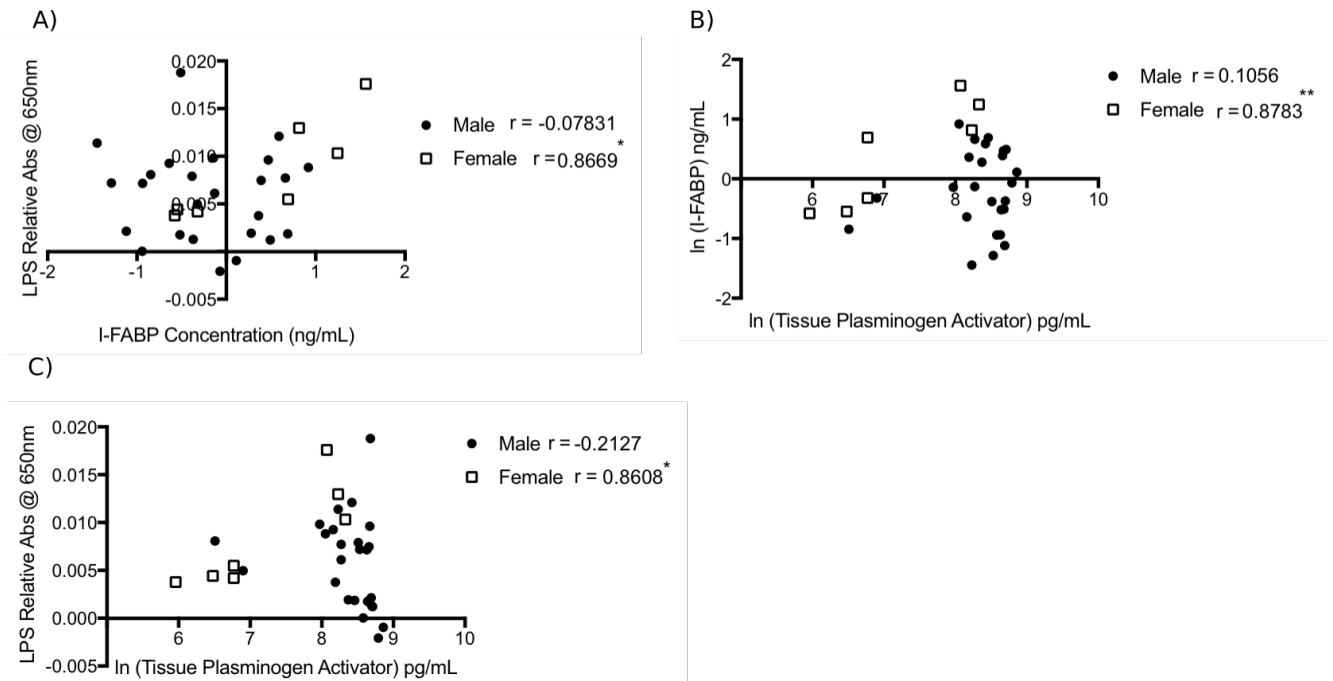 A)
LPS Relative Abs @ 650nm
0.020
0.015
0.010
0.005
-0.005
-2
-1
1
2
I-FABP Concentration (ng/mL)
Male r = -0.07831
Female r =0.8669*
B)
ln (I-FABP) ng/mL
2
1
0
-1
-2
6
7
8
9
10
ln (Tissue Plasminogen Activator) pg/mL
Male r = 0.1056
Female r =0.8783**
C)
LPS Relative Abs @ 650nm
0.020
0.015
0.010
0.005
0.000
-0.005
6
7
8
9
10
ln (Tissue Plasminogen Activator) pg/mL
Male r = -0.2127
Female r = 0.8608*